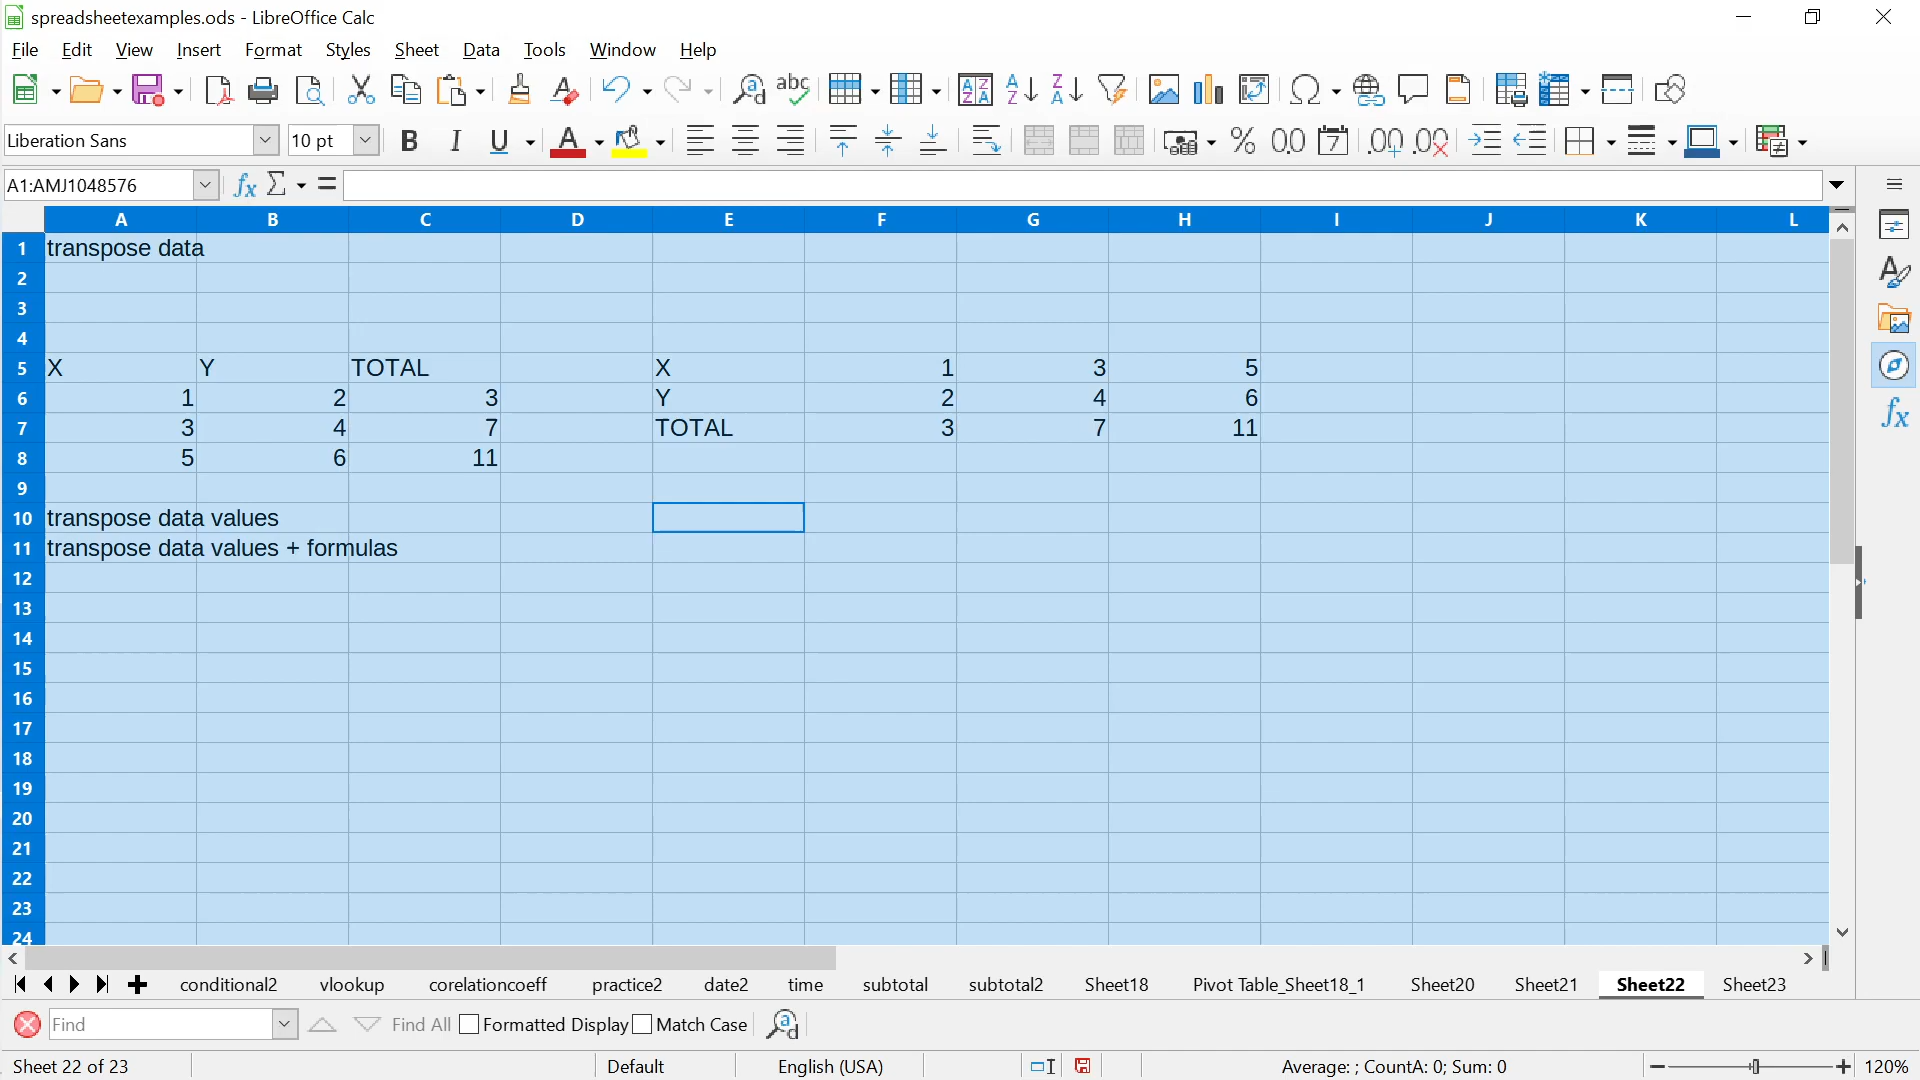 spreadsheetexamples.ods - LibreOffice Calc
File Edit View Insert Format Styles Sheet Data Tools Window Help
Liberation Sans 10 pt
A1:AMJ1048576
A B C D E F G H I J K L
1 transpose data
2
3
4
5 X Y TOTAL X 1 3 5
6 1 2 3 Y 2 4 6
7 3 4 7 TOTAL 3 7 11
8 5 6 11
9
10 transpose data values
11 transpose data values + formulas
12
13
14
15
16
17
18
19
20
21
22
23
24
conditional2 vlookup corelationcoeff practice2 date2 time subtotal subtotal2 Sheet18 Pivot Table_Sheet18_1 Sheet20 Sheet21 Sheet22 Sheet23
Find Find All Formatted Display Match Case
Sheet 22 of 23 Default English (USA) Average: ; CountA: 0; Sum: 0 120%